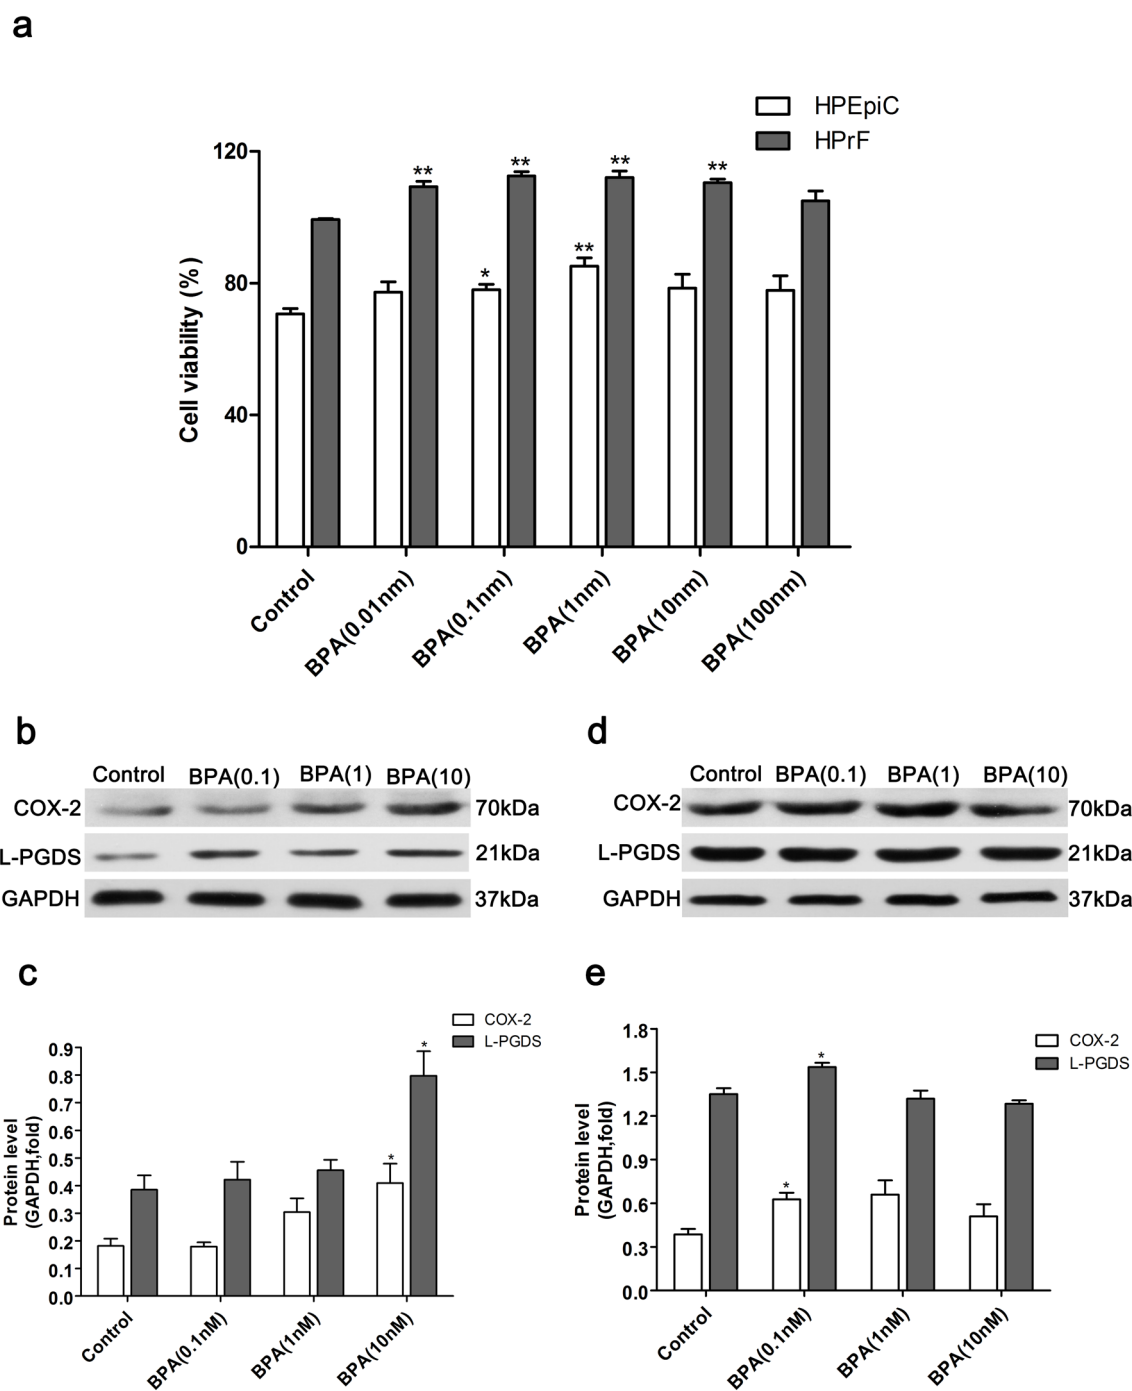 a
HPEpiC
HPrF
120
80
40
0
Cell viability (%)
** ** ** **
* **
Control BPA(0.01nm) BPA(0.1nm) BPA(1nm) BPA(10nm) BPA(100nm)
b
Control BPA(0.1) BPA(1) BPA(10)
COX-2 70kDa
L-PGDS 21kDa
GAPDH 37kDa
d
Control BPA(0.1) BPA(1) BPA(10)
COX-2 70kDa
L-PGDS 21kDa
GAPDH 37kDa
c
COX-2
L-PGDS
0.9
0.8
0.7
0.6
0.5
0.4
0.3
0.2
0.1
0.0
Protein level
(GAPDH,fold)
*
*
Control BPA(0.1nM) BPA(1nM) BPA(10nM)
e
COX-2
L-PGDS
1.8
1.5
1.2
0.9
0.6
0.3
0.0
Protein level
(GAPDH,fold)
*
*
Control BPA(0.1nM) BPA(1nM) BPA(10nM)